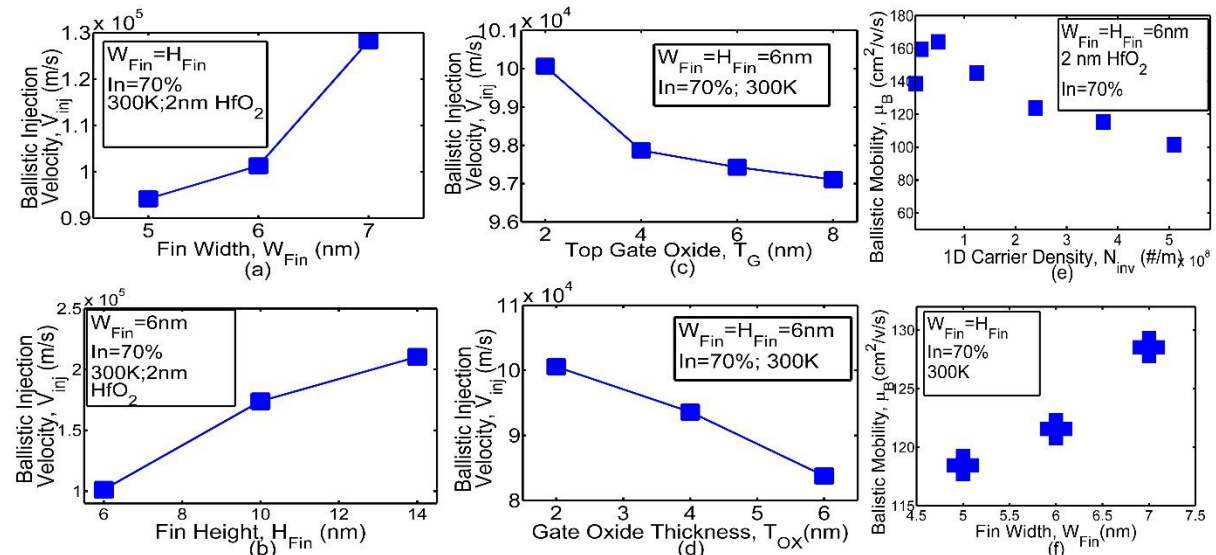 x 10^5
1.3
1.2
1.1
1
0.9
Ballistic Injection
Velocity, V_inj (m/s)
W_Fin=H_Fin
In=70%
300K;2nm HfO_2
5
6
7
Fin Width, W_Fin (nm)
(a)
x 10^4
10.1
10
9.9
9.8
9.7
9.6
Ballistic Injection
Velocity, V_inj (m/s)
W_Fin=H_Fin=6nm
In=70%; 300K
2
4
6
8
Top Gate Oxide, T_G (nm)
(c)
180
160
140
120
100
80
60
Ballistic Mobility, μ_B (cm^2/v/s)
W_Fin=H_Fin=6nm
2 nm HfO_2
In=70%
1
2
3
4
5
1D Carrier Density, N_inv (#/m) x 10^8
(e)
x 10^5
2.5
2
1.5
1
Ballistic Injection
Velocity, V_inj (m/s)
W_Fin=6nm
In=70%
300K;2nm
HfO_2
6
8
10
12
14
Fin Height, H_Fin (nm)
(b)
x 10^4
11
10
9
8
Ballistic Injection
Velocity, V_inj (m/s)
W_Fin=H_Fin=6nm
In=70%; 300K
2
3
4
5
6
Gate Oxide Thickness, T_OX(nm)
(d)
130
125
120
115
Ballistic Mobility, μ_B(cm^2/v/s)
W_Fin=H_Fin
In=70%
300K
4.5
5
5.5
6
6.5
7
7.5
Fin Width, W_Fin(nm)
(f)